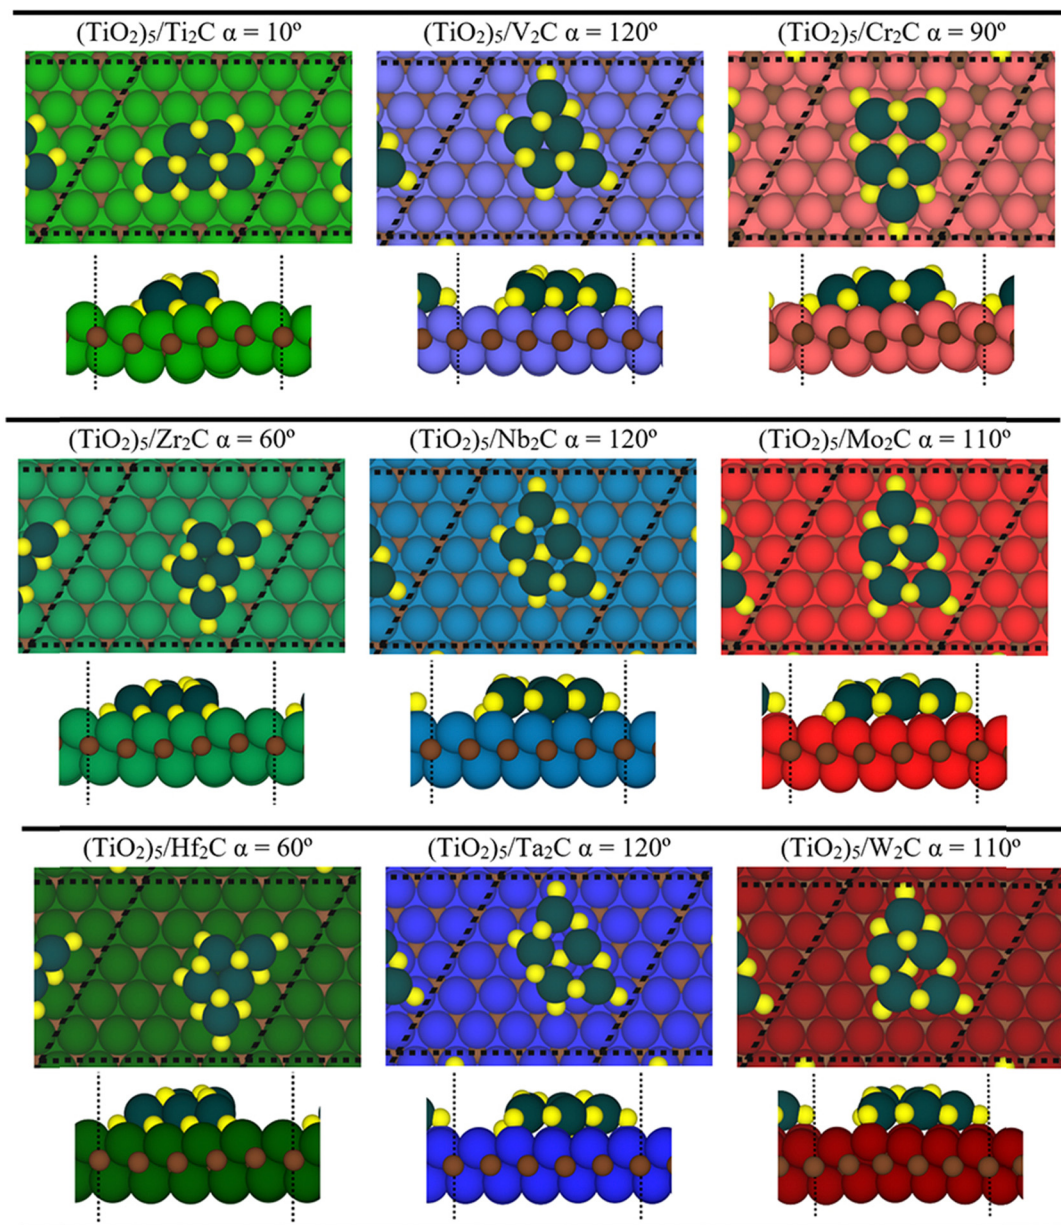 (TiO₂)₅/Ti₂C α = 10º
(TiO₂)₅/V₂C α = 120º
(TiO₂)₅/Cr₂C α = 90º
(TiO₂)₅/Zr₂C α = 60º
(TiO₂)₅/Nb₂C α = 120º
(TiO₂)₅/Mo₂C α = 110º
(TiO₂)₅/Hf₂C α = 60º
(TiO₂)₅/Ta₂C α = 120º
(TiO₂)₅/W₂C α = 110º